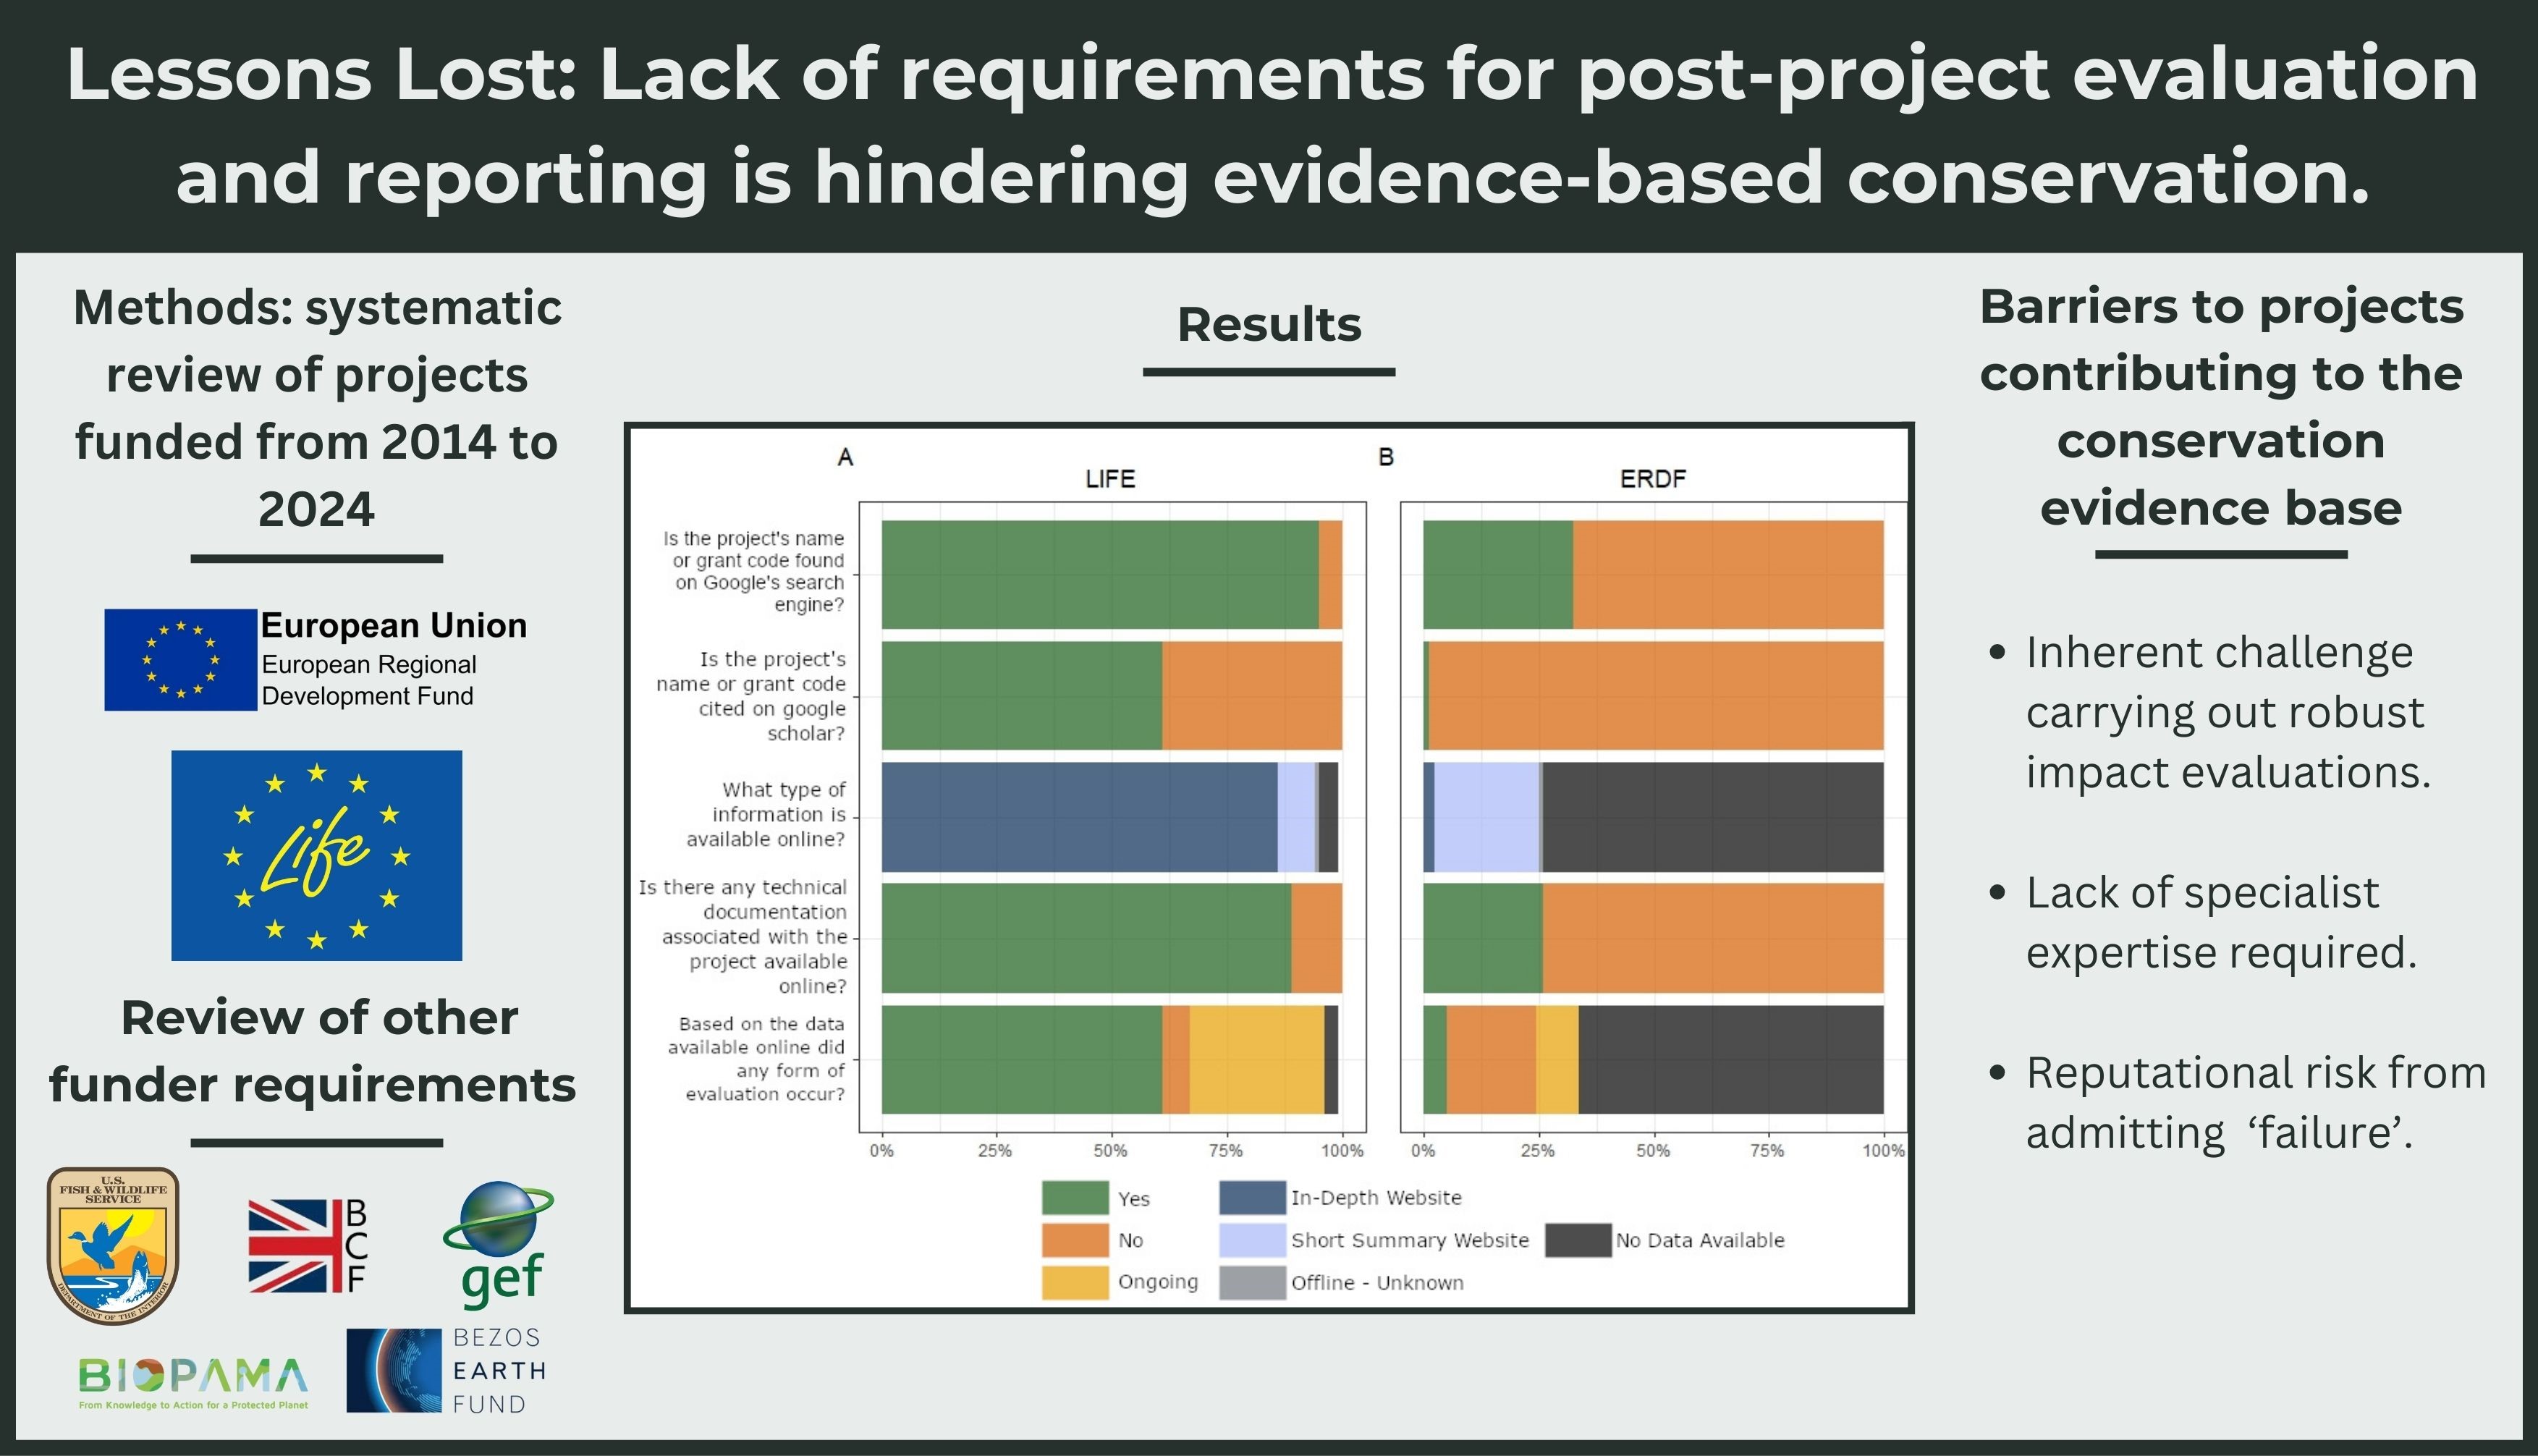 Lessons Lost: Lack of requirements for post-project evaluation
and reporting is hindering evidence-based conservation.
Methods: systematic
review of projects
funded from 2014 to
2024
European Union
European Regional
Development Fund
Life
Review of other
funder requirements
U.S.
FISH & WILDLIFE
SERVICE
DEPARTMENT OF THE INTERIOR
B
C
F
gef
BIOPAMA
From Knowledge to Action for a Protected Planet
BEZOS
EARTH
FUND
Results
A
LIFE
B
ERDF
Is the project's name
or grant code found
on Google's search
engine?
Is the project's
name or grant code
cited on google
scholar?
What type of
information is
available online?
Is there any technical
documentation
associated with the
project available
online?
Based on the data
available online did
any form of
evaluation occur?
0% 25% 50% 75% 100%
0% 25% 50% 75% 100%
Yes
No
Ongoing
In-Depth Website
Short Summary Website
Offline - Unknown
No Data Available
Barriers to projects
contributing to the
conservation
evidence base
• Inherent challenge
carrying out robust
impact evaluations.
• Lack of specialist
expertise required.
• Reputational risk from
admitting ‘failure’.